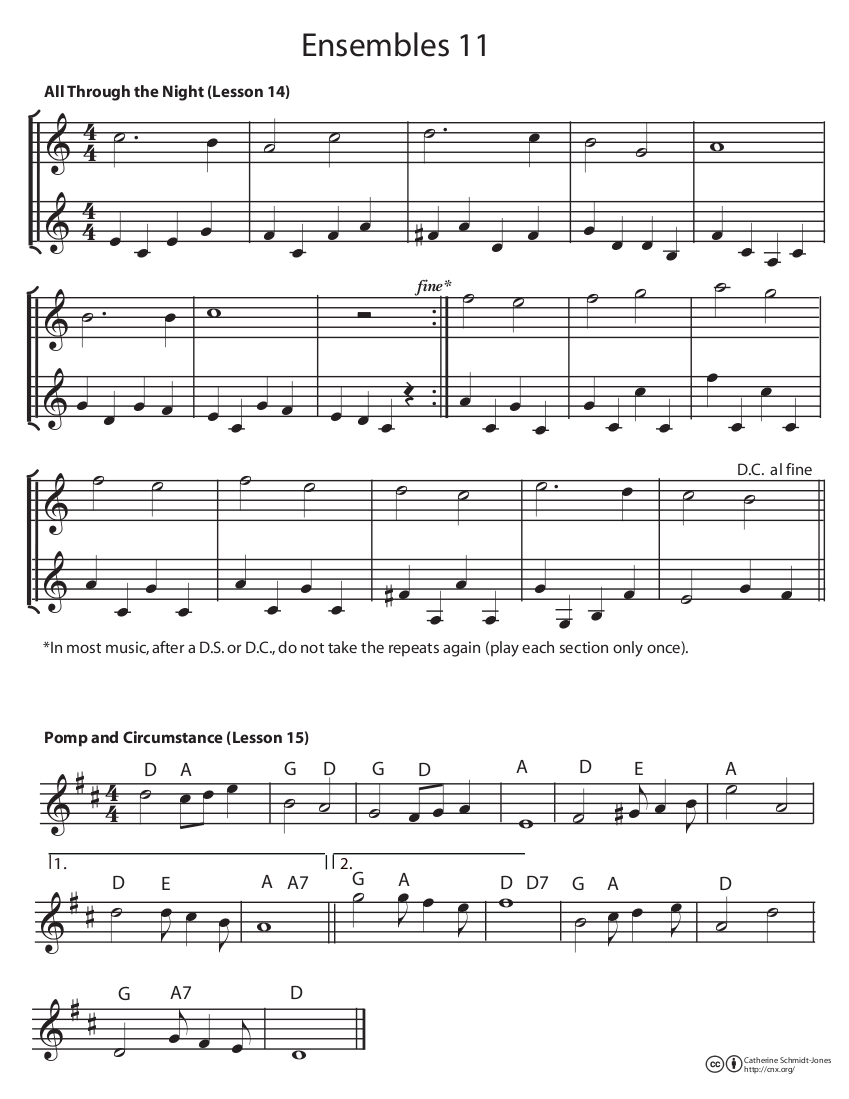 Ensembles 11
All Through the Night (Lesson 14)
fine*
D.C. al fine
*In most music, after a D.S. or D.C., do not take the repeats again (play each section only once).
Pomp and Circumstance (Lesson 15)
D A G D G D A D E A
1. 2.
D E A A7 G A D D7 G A D
G A7 D
cc Catherine Schmidt-Jones
http://cnx.org/